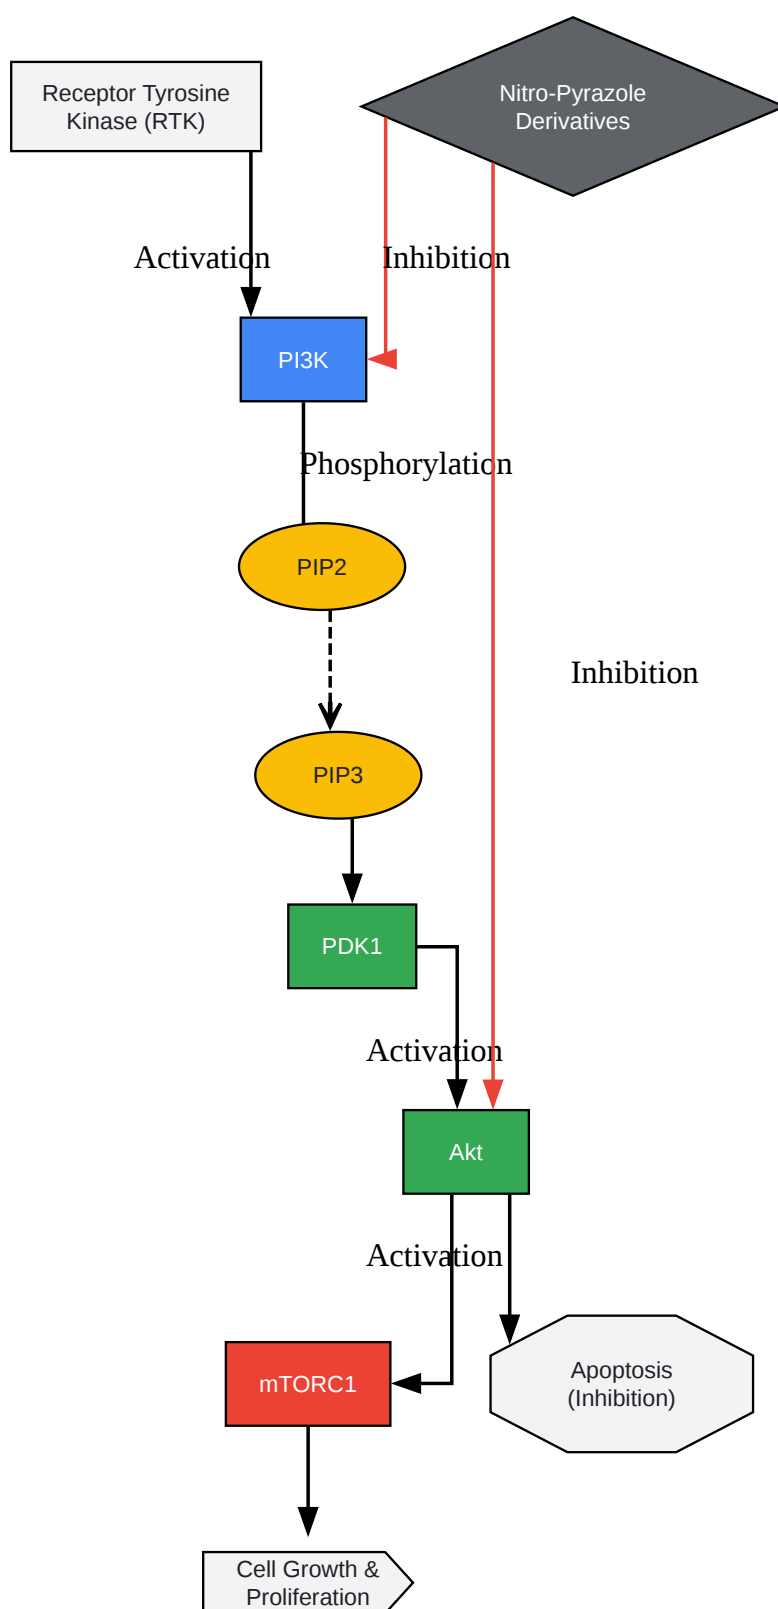 Receptor Tyrosine
Kinase (RTK)
Nitro-Pyrazole
Derivatives
Activation
Inhibition
PI3K
Phosphorylation
PIP2
Inhibition
PIP3
PDK1
Activation
Akt
Activation
mTORC1
Apoptosis
(Inhibition)
Cell Growth &
Proliferation